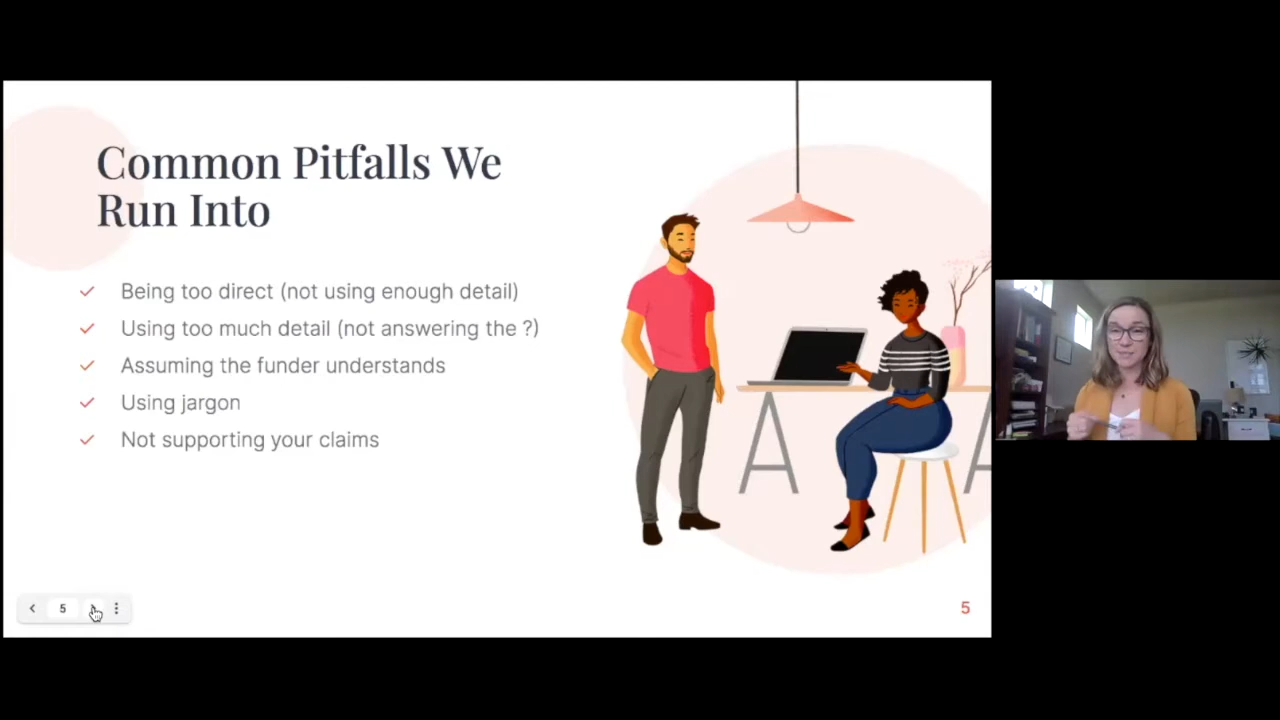 Common Pitfalls We
Run Into
Being too direct (not using enough detail)
Using too much detail (not answering the ?)
Assuming the funder understands
Using jargon
Not supporting your claims
5
5